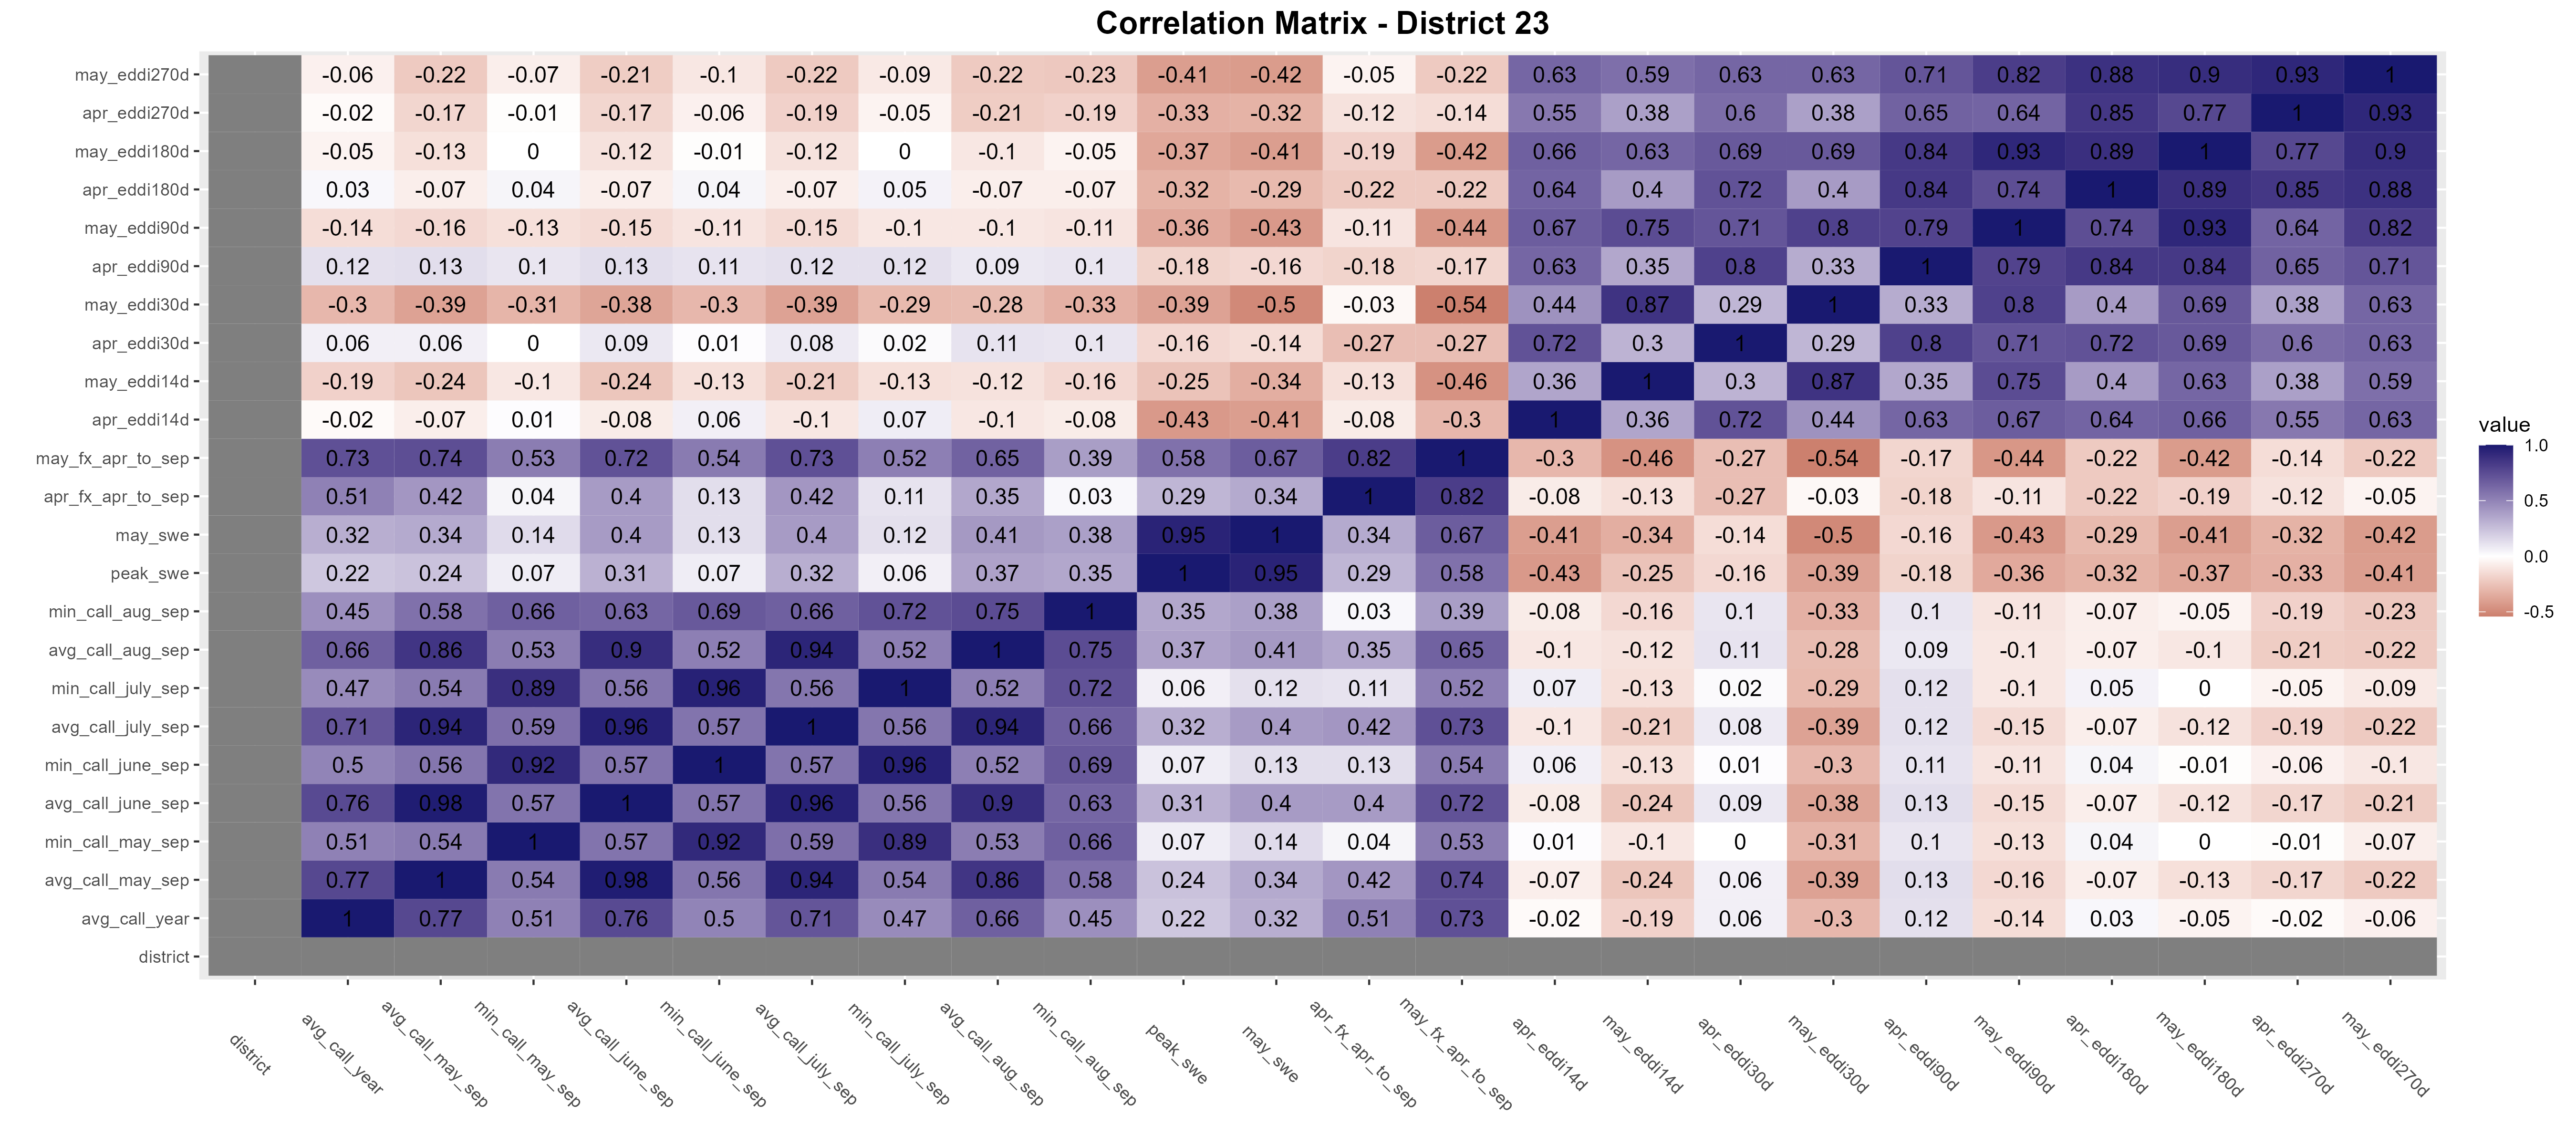 Correlation Matrix - District 23
may_eddi270d -0.06 -0.22 -0.07 -0.21 -0.1 -0.22 -0.09 -0.22 -0.23 -0.41 -0.42 -0.05 -0.22 0.63 0.59 0.63 0.63 0.71 0.82 0.88 0.9 0.93 1
apr_eddi270d -0.02 -0.17 -0.01 -0.17 -0.06 -0.19 -0.05 -0.21 -0.19 -0.33 -0.32 -0.12 -0.14 0.55 0.38 0.6 0.38 0.65 0.64 0.85 0.77 1 0.93
may_eddi180d -0.05 -0.13 0 -0.12 -0.01 -0.12 0 -0.1 -0.05 -0.37 -0.41 -0.19 -0.42 0.66 0.63 0.69 0.69 0.84 0.93 0.89 1 0.77 0.9
apr_eddi180d 0.03 -0.07 0.04 -0.07 0.04 -0.07 0.05 -0.07 -0.07 -0.32 -0.29 -0.22 -0.22 0.64 0.4 0.72 0.4 0.84 0.74 1 0.89 0.85 0.88
may_eddi90d -0.14 -0.16 -0.13 -0.15 -0.11 -0.15 -0.1 -0.1 -0.11 -0.36 -0.43 -0.11 -0.44 0.67 0.75 0.71 0.8 0.79 1 0.74 0.93 0.64 0.82
apr_eddi90d 0.12 0.13 0.1 0.13 0.11 0.12 0.12 0.09 0.1 -0.18 -0.16 -0.18 -0.17 0.63 0.35 0.8 0.33 1 0.79 0.84 0.84 0.65 0.71
may_eddi30d -0.3 -0.39 -0.31 -0.38 -0.3 -0.39 -0.29 -0.28 -0.33 -0.39 -0.5 -0.03 -0.54 0.44 0.87 0.29 1 0.33 0.8 0.4 0.69 0.38 0.63
apr_eddi30d 0.06 0.06 0 0.09 0.01 0.08 0.02 0.11 0.1 -0.16 -0.14 -0.27 -0.27 0.72 0.3 1 0.29 0.8 0.71 0.72 0.69 0.6 0.63
may_eddi14d -0.19 -0.24 -0.1 -0.24 -0.13 -0.21 -0.13 -0.12 -0.16 -0.25 -0.34 -0.13 -0.46 0.36 1 0.3 0.87 0.35 0.75 0.4 0.63 0.38 0.59
apr_eddi14d -0.02 -0.07 0.01 -0.08 0.06 -0.1 0.07 -0.1 -0.08 -0.43 -0.41 -0.08 -0.3 1 0.36 0.72 0.44 0.63 0.67 0.64 0.66 0.55 0.63
may_fx_apr_to_sep 0.73 0.74 0.53 0.72 0.54 0.73 0.52 0.65 0.39 0.58 0.67 0.82 1 -0.3 -0.46 -0.27 -0.54 -0.17 -0.44 -0.22 -0.42 -0.14 -0.22
apr_fx_apr_to_sep 0.51 0.42 0.04 0.4 0.13 0.42 0.11 0.35 0.03 0.29 0.34 1 0.82 -0.08 -0.13 -0.27 -0.03 -0.18 -0.11 -0.22 -0.19 -0.12 -0.05
may_swe 0.32 0.34 0.14 0.4 0.13 0.4 0.12 0.41 0.38 0.95 1 0.34 0.67 -0.41 -0.34 -0.14 -0.5 -0.16 -0.43 -0.29 -0.41 -0.32 -0.42
peak_swe 0.22 0.24 0.07 0.31 0.07 0.32 0.06 0.37 0.35 1 0.95 0.29 0.58 -0.43 -0.25 -0.16 -0.39 -0.18 -0.36 -0.32 -0.37 -0.33 -0.41
min_call_aug_sep 0.45 0.58 0.66 0.63 0.69 0.66 0.72 0.75 1 0.35 0.38 0.03 0.39 -0.08 -0.16 0.1 -0.33 0.1 -0.11 -0.07 -0.05 -0.19 -0.23
avg_call_aug_sep 0.66 0.86 0.53 0.9 0.52 0.94 0.52 1 0.75 0.37 0.41 0.35 0.65 -0.1 -0.12 0.11 -0.28 0.09 -0.1 -0.07 -0.1 -0.21 -0.22
min_call_july_sep 0.47 0.54 0.89 0.56 0.96 0.56 1 0.52 0.72 0.06 0.12 0.11 0.52 0.07 -0.13 0.02 -0.29 0.12 -0.1 0.05 0 -0.05 -0.09
avg_call_july_sep 0.71 0.94 0.59 0.96 0.57 1 0.56 0.94 0.66 0.32 0.4 0.42 0.73 -0.1 -0.21 0.08 -0.39 0.12 -0.15 -0.07 -0.12 -0.19 -0.22
min_call_june_sep 0.5 0.56 0.92 0.57 1 0.57 0.96 0.52 0.69 0.07 0.13 0.13 0.54 0.06 -0.13 0.01 -0.3 0.11 -0.11 0.04 -0.01 -0.06 -0.1
avg_call_june_sep 0.76 0.98 0.57 1 0.57 0.96 0.56 0.9 0.63 0.31 0.4 0.4 0.72 -0.08 -0.24 0.09 -0.38 0.13 -0.15 -0.07 -0.12 -0.17 -0.21
min_call_may_sep 0.51 0.54 1 0.57 0.92 0.59 0.89 0.53 0.66 0.07 0.14 0.04 0.53 0.01 -0.1 0 -0.31 0.1 -0.13 0.04 0 -0.01 -0.07
avg_call_may_sep 0.77 1 0.54 0.98 0.56 0.94 0.54 0.86 0.58 0.24 0.34 0.42 0.74 -0.07 -0.24 0.06 -0.39 0.13 -0.16 -0.07 -0.13 -0.17 -0.22
avg_call_year 1 0.77 0.51 0.76 0.5 0.71 0.47 0.66 0.45 0.22 0.32 0.51 0.73 -0.02 -0.19 0.06 -0.3 0.12 -0.14 0.03 -0.05 -0.02 -0.06
district
district avg_call_year avg_call_may_sep min_call_may_sep avg_call_june_sep min_call_june_sep avg_call_july_sep min_call_july_sep avg_call_aug_sep min_call_aug_sep peak_swe may_swe apr_fx_apr_to_sep may_fx_apr_to_sep apr_eddi14d may_eddi14d apr_eddi30d may_eddi30d apr_eddi90d may_eddi90d apr_eddi180d may_eddi180d apr_eddi270d may_eddi270d
value
1.0
0.5
0.0
-0.5